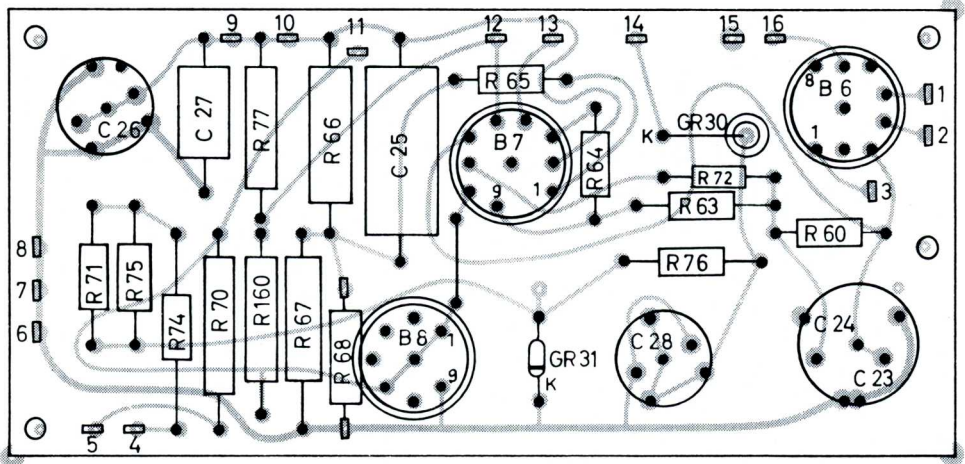 9 10 11 12 13 14 15 16
C 26
C 27
R 77
R 66
C 25
R 65
B 7
9
1
R 64
K
GR30
R 72
R 63
8
B 6
1
1
2
3
R 60
8
7
6
R 71
R 75
R 74
R 70
R160
R 67
R 68
B 8
1
9
GR 31
K
R 76
C 28
C 24
C 23
5 4